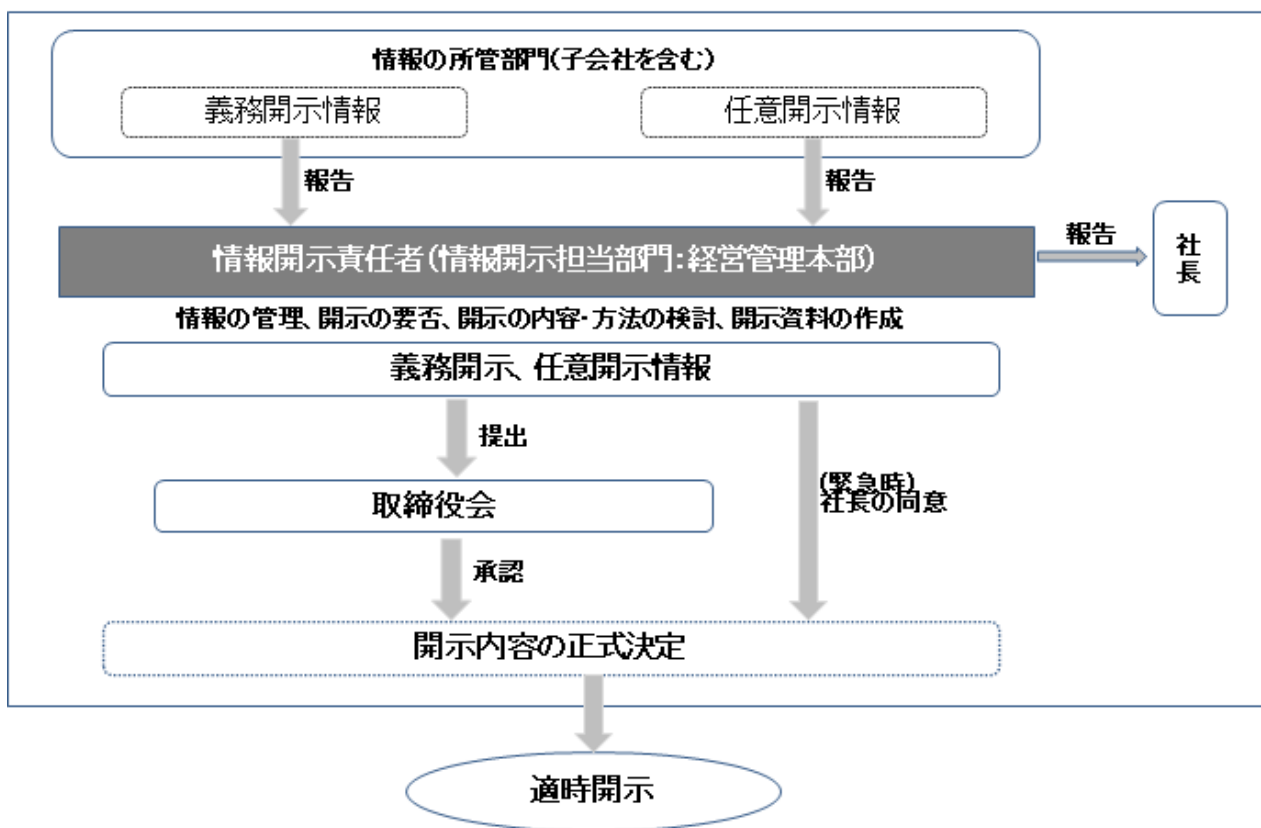 情報の所管部門(子会社を含む)
義務開示情報
任意開示情報
報告
報告
情報開示責任者(情報開示担当部門:経営管理本部)
報告
社
長
情報の管理、開示の要否、開示の内容・方法の検討、開示資料の作成
義務開示、任意開示情報
提出
(緊急時)
社長の同意
取締役会
承認
開示内容の正式決定
適時開示